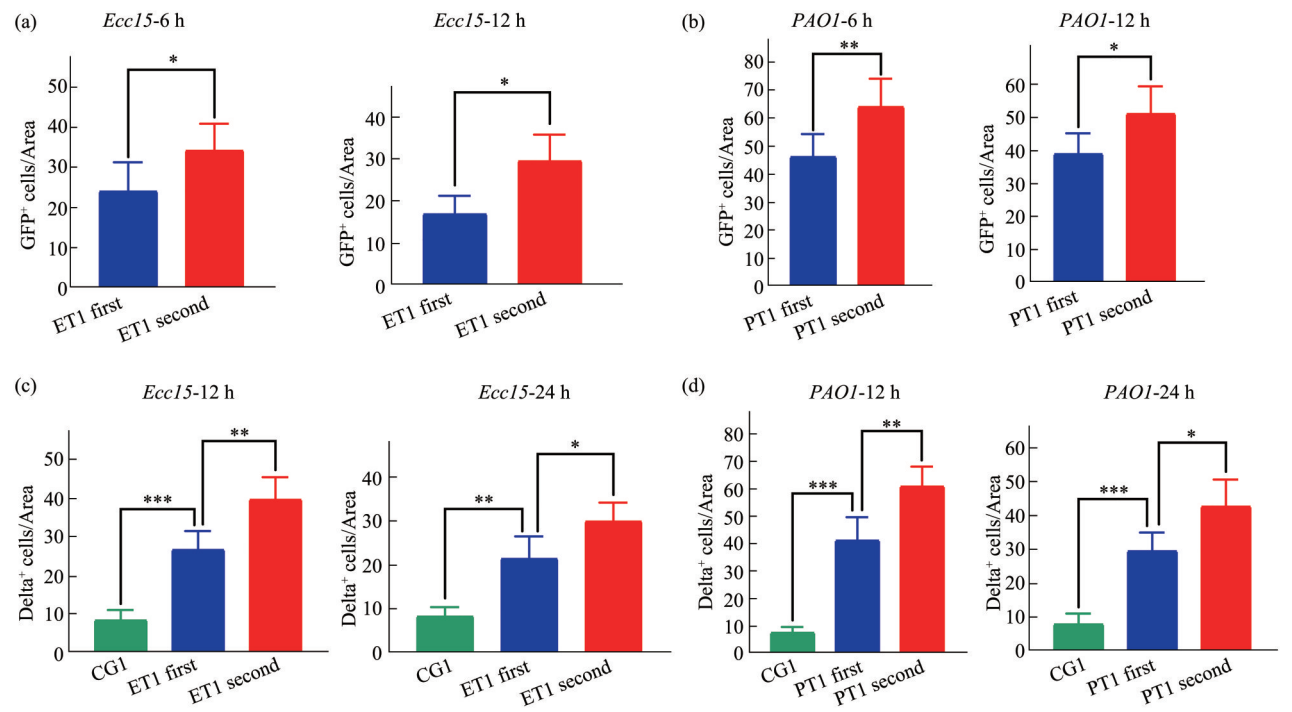 (a)
Ecc15-6 h
GFP⁺ cells/Area
50
40
30
20
10
0
*
ET1 first
ET1 second
Ecc15-12 h
GFP⁺ cells/Area
40
30
20
10
0
*
ET1 first
ET1 second
(b)
PAO1-6 h
GFP⁺ cells/Area
80
70
60
50
40
30
20
10
0
**
PT1 first
PT1 second
PAO1-12 h
GFP⁺ cells/Area
60
50
40
30
20
10
0
*
PT1 first
PT1 second
(c)
Ecc15-12 h
Delta⁺ cells/Area
50
40
30
20
10
0
***
**
CG1
ET1 first
ET1 second
Ecc15-24 h
Delta⁺ cells/Area
40
30
20
10
0
**
*
CG1
ET1 first
ET1 second
(d)
PAO1-12 h
Delta⁺ cells/Area
80
70
60
50
40
30
20
10
0
***
**
CG1
PT1 first
PT1 second
PAO1-24 h
Delta⁺ cells/Area
60
50
40
30
20
10
0
***
*
CG1
PT1 first
PT1 second